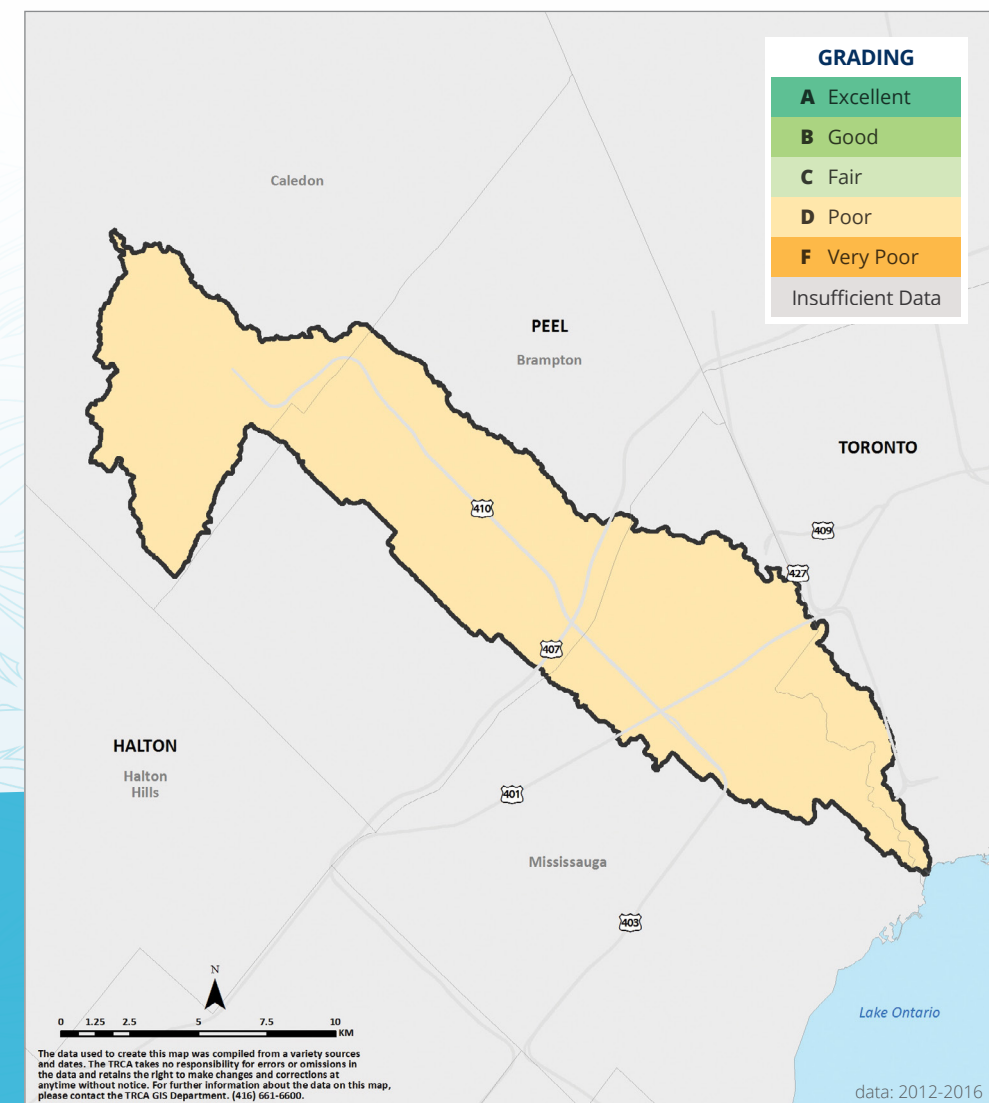 GRADING
A Excellent
B Good
C Fair
D Poor
F Very Poor
Insufficient Data
Caledon
PEEL
Brampton
TORONTO
410
409
427
407
HALTON
Halton
Hills
401
Mississauga
403
N
0 1.25 2.5 5 7.5 10
KM
Lake Ontario
The data used to create this map was compiled from a variety sources
and dates. The TRCA takes no responsibility for errors or omissions in
the data and retains the right to make changes and corrections at
anytime without notice. For further information about the data on this map,
please contact the TRCA GIS Department. (416) 661-6600.
data: 2012-2016